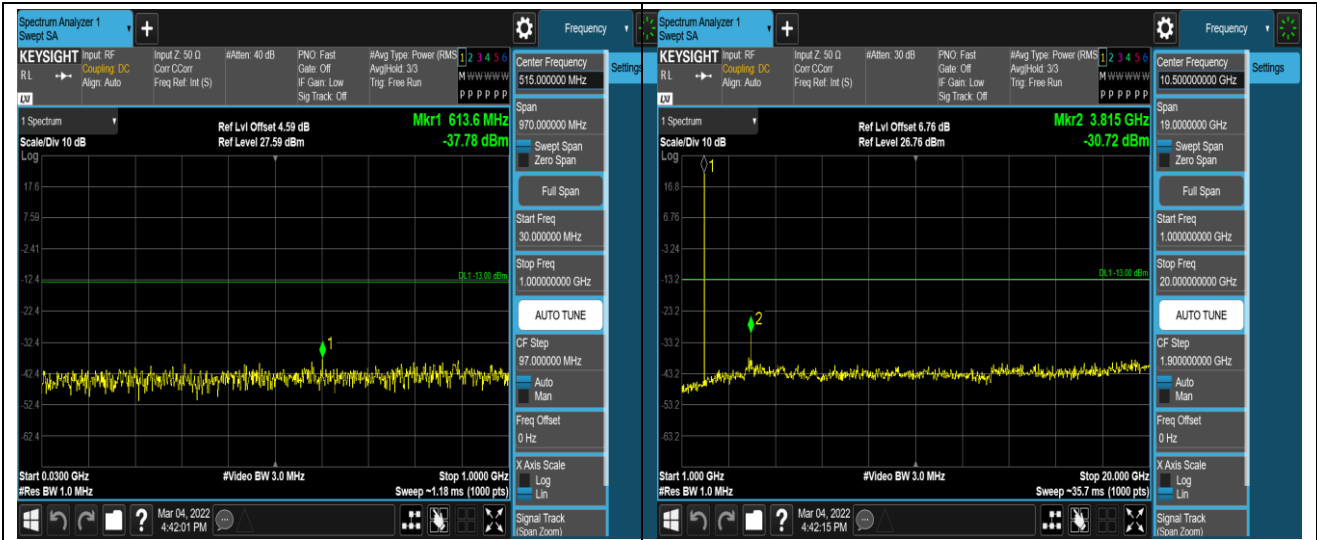 Spectrum Analyzer 1
Swept SA
+
Frequency
KEYSIGHT
RL
LXI
Input: RF
Coupling: DC
Align: Auto
Input Z: 50 Ω
Corr CCorr
Freq Ref: Int (S)
#Atten: 40 dB
PNO: Fast
Gate: Off
IF Gain: Low
Sig Track: Off
#Avg Type: Power (RMS
Avg|Hold: 3/3
Trig: Free Run
1 2 3 4 5 6
M W W W W W
P P P P P P
Center Frequency
515.000000 MHz
Settings
1 Spectrum
Scale/Div 10 dB
Ref Lvl Offset 4.59 dB
Ref Level 27.59 dBm
Mkr1 613.6 MHz
-37.78 dBm
Span
970.000000 MHz
Swept Span
Zero Span
Full Span
Start Freq
30.000000 MHz
Stop Freq
1.000000000 GHz
AUTO TUNE
CF Step
97.000000 MHz
Auto
Man
Freq Offset
0 Hz
X Axis Scale
Log
Lin
Signal Track
(Span Zoom)
Log
17.6
7.59
-2.41
-12.4
-22.4
-32.4
-42.4
-52.4
-62.4
DL1 -13.00 dBm
1
Start 0.0300 GHz
#Res BW 1.0 MHz
#Video BW 3.0 MHz
Stop 1.0000 GHz
Sweep ~1.18 ms (1000 pts)
?
Mar 04, 2022
4:42:01 PM
Spectrum Analyzer 1
Swept SA
+
Frequency
KEYSIGHT
RL
LXI
Input: RF
Coupling: DC
Align: Auto
Input Z: 50 Ω
Corr CCorr
Freq Ref: Int (S)
#Atten: 30 dB
PNO: Fast
Gate: Off
IF Gain: Low
Sig Track: Off
#Avg Type: Power (RMS
Avg|Hold: 3/3
Trig: Free Run
1 2 3 4 5 6
M W W W W W
P P P P P P
Center Frequency
10.500000000 GHz
Settings
1 Spectrum
Scale/Div 10 dB
Ref Lvl Offset 6.76 dB
Ref Level 26.76 dBm
Mkr2 3.815 GHz
-30.72 dBm
Span
19.0000000 GHz
Swept Span
Zero Span
Full Span
Start Freq
1.000000000 GHz
Stop Freq
20.000000000 GHz
AUTO TUNE
CF Step
1.900000000 GHz
Auto
Man
Freq Offset
0 Hz
X Axis Scale
Log
Lin
Signal Track
(Span Zoom)
Log
16.8
6.76
-3.24
-13.2
-23.2
-33.2
-43.2
-53.2
-63.2
DL1 -13.00 dBm
1
2
Start 1.000 GHz
#Res BW 1.0 MHz
#Video BW 3.0 MHz
Stop 20.000 GHz
Sweep ~35.7 ms (1000 pts)
?
Mar 04, 2022
4:42:15 PM